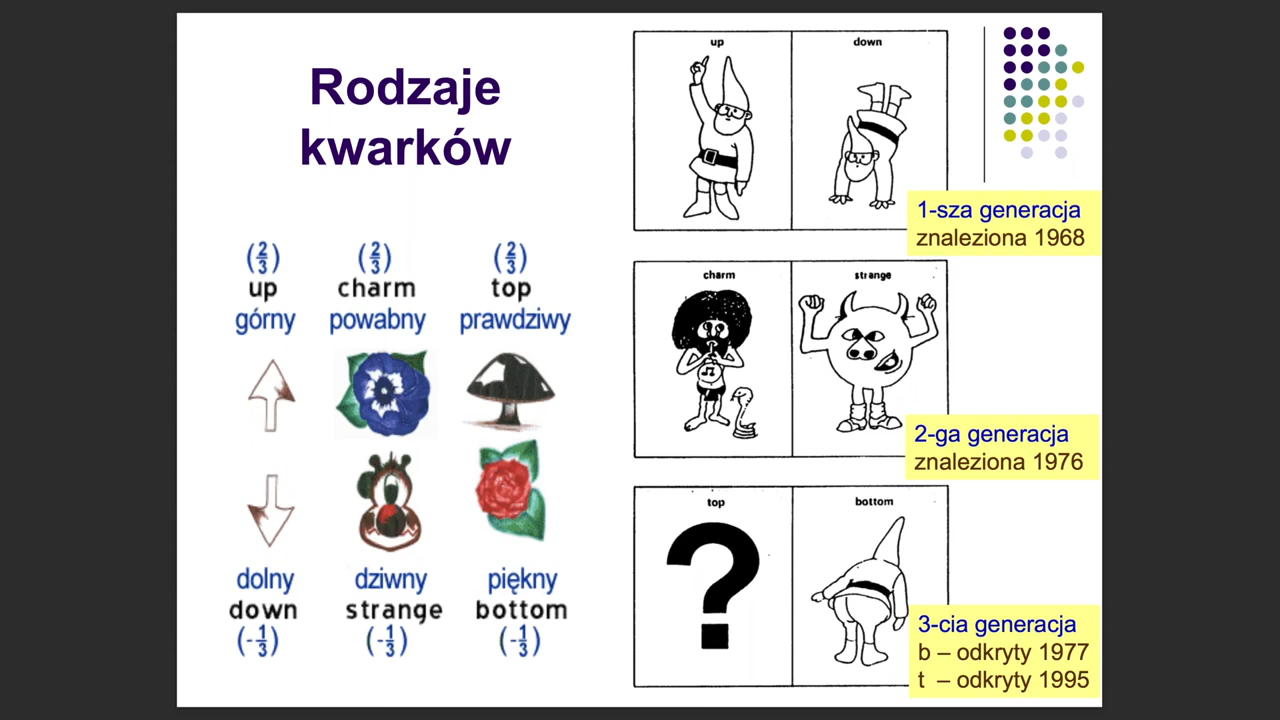 Rodzaje
kwarków
(2/3) (2/3) (2/3)
up charm top
górny powabny prawdziwy
dolny dziwny piękny
down strange bottom
(-1/3) (-1/3) (-1/3)
up down
1-sza generacja
znaleziona 1968
charm strange
2-ga generacja
znaleziona 1976
top bottom
?
3-cia generacja
b – odkryty 1977
t – odkryty 1995